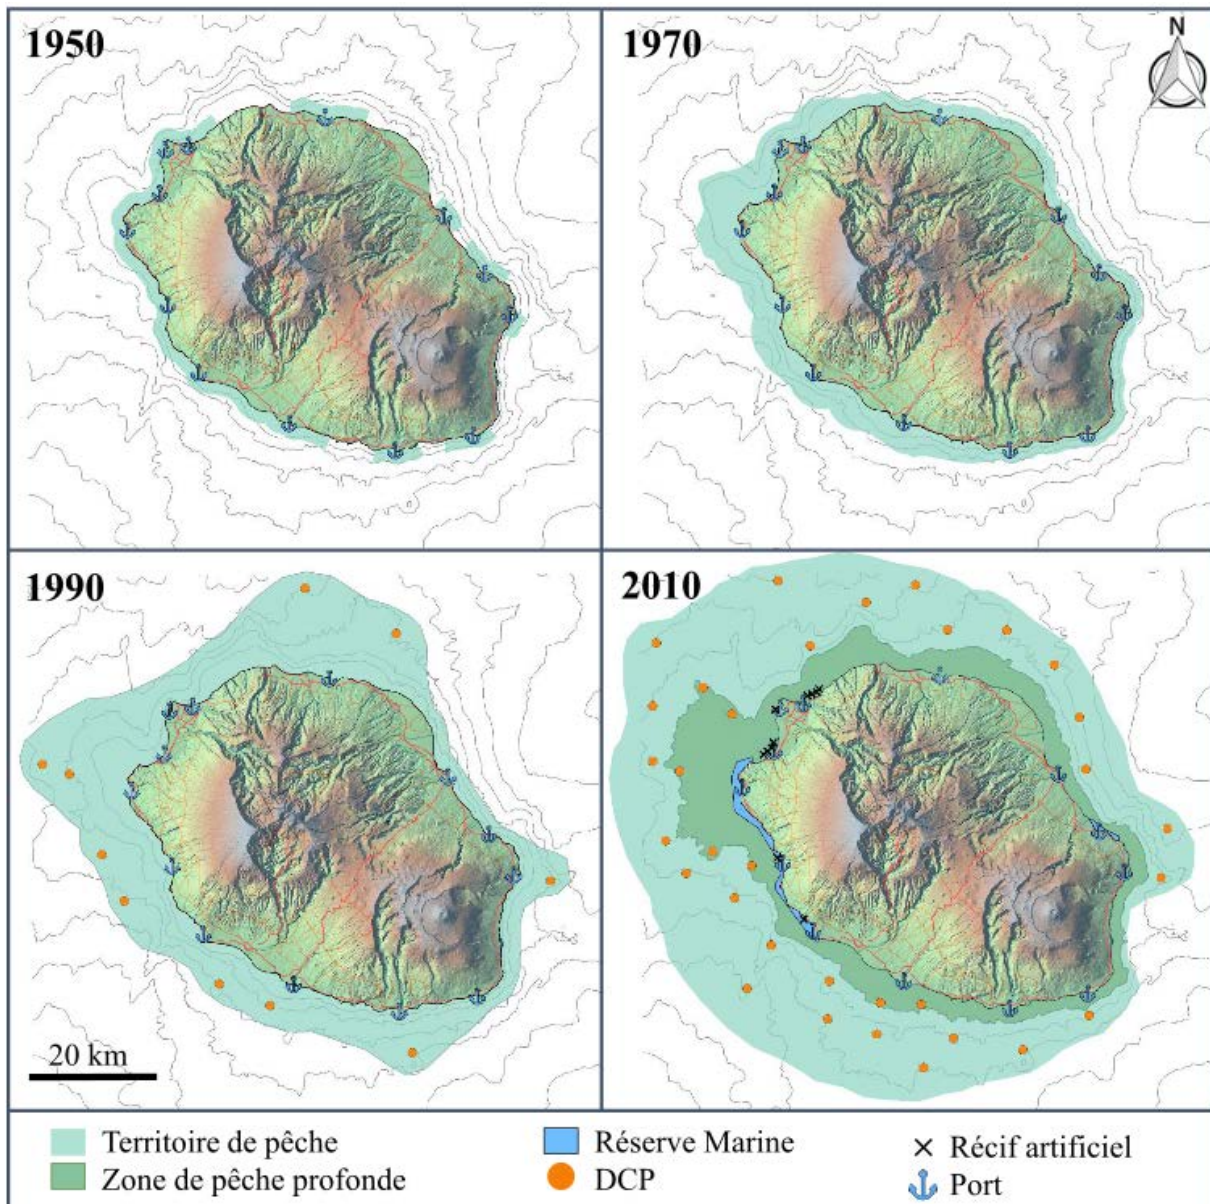 1950
1970
N
1990
2010
20 km
Territoire de pêche
Réserve Marine
Récif artificiel
Zone de pêche profonde
DCP
Port